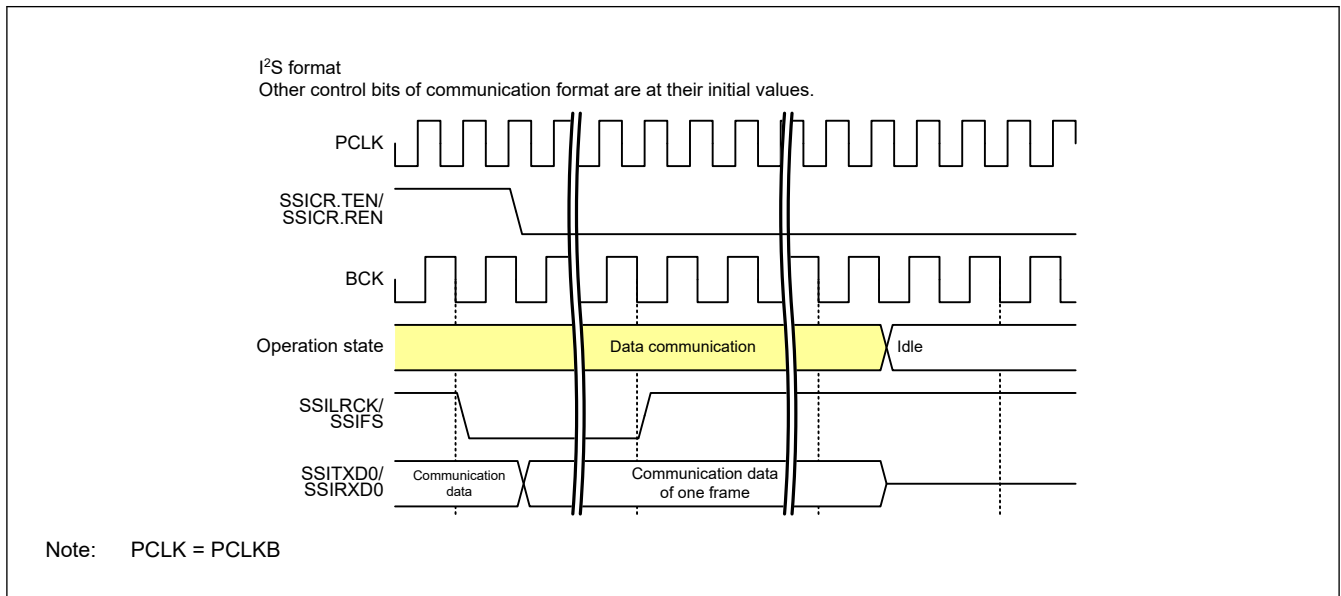 I²S format
Other control bits of communication format are at their initial values.
PCLK
SSICR.TEN/
SSICR.REN
BCK
Operation state
Data communication
Idle
SSILRCK/
SSIFS
SSITXD0/
SSIRXD0
Communication
data
Communication data
of one frame
Note: PCLK = PCLKB